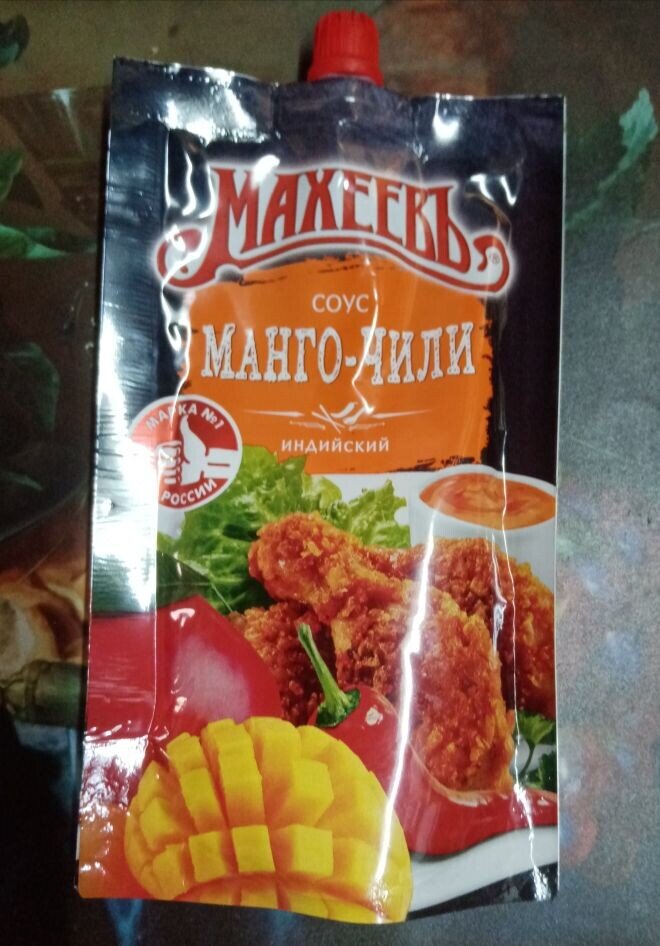 МАХЕЕВЪ
®
СОУС
МАНГО-ЧИЛИ
ИНДИЙСКИЙ
МАРКА №1
РОССИИ